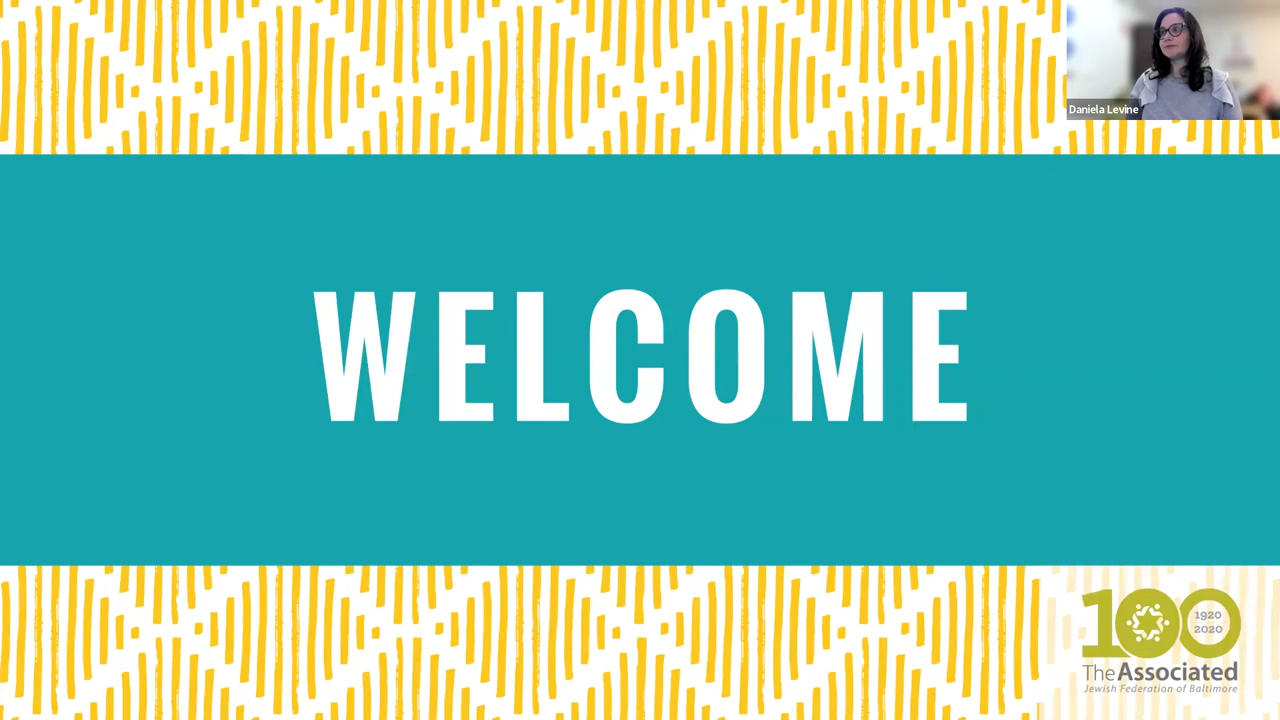 Daniela Levine
WELCOME
100
1920
2020
The Associated
Jewish Federation of Baltimore